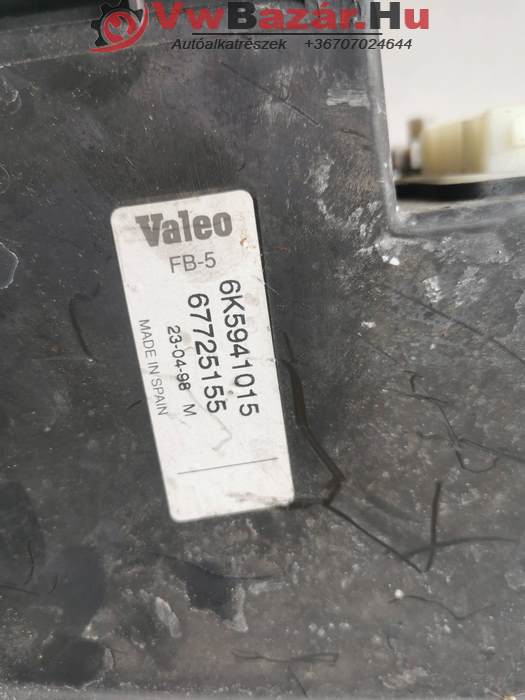 VwBazár.Hu
Autóalkatrészek +36707024644
Valeo
FB-5
6K5941015
67725155
23-04-98 M
MADE IN SPAIN